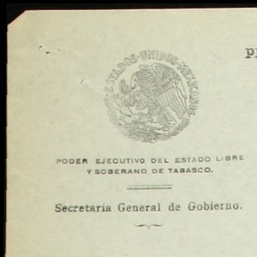 ESTADOS·UNIDOS·MEXICANOS
PODER EJECUTIVO DEL ESTADO LIBRE
Y SOBERANO DE TABASCO.
Secretaría General de Gobierno.